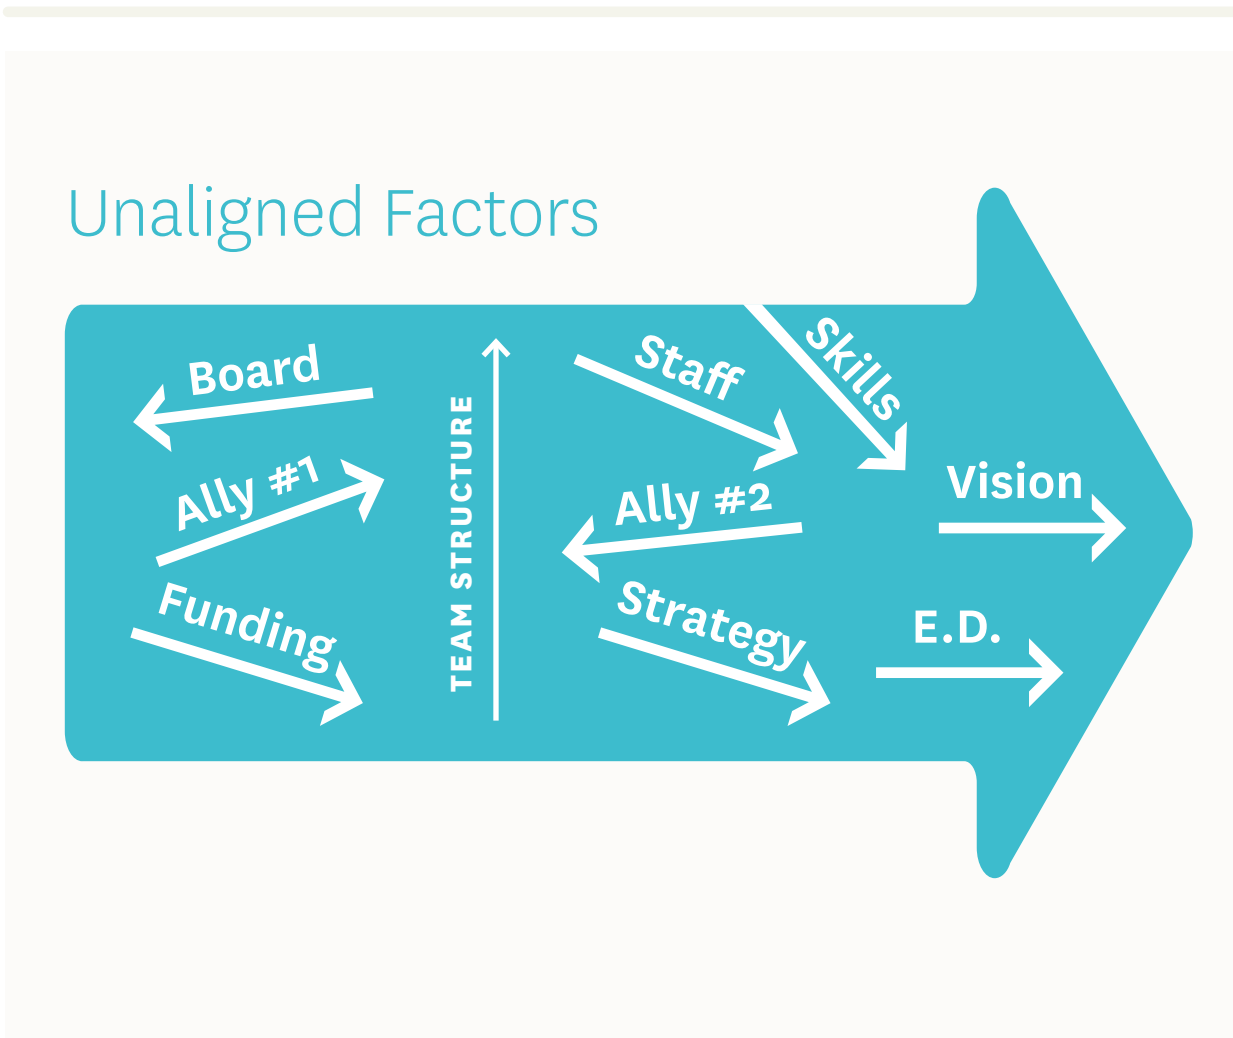 Unaligned Factors
Board
Ally #1
Funding
TEAM STRUCTURE
Staff
Skills
Ally #2
Strategy
Vision
E.D.